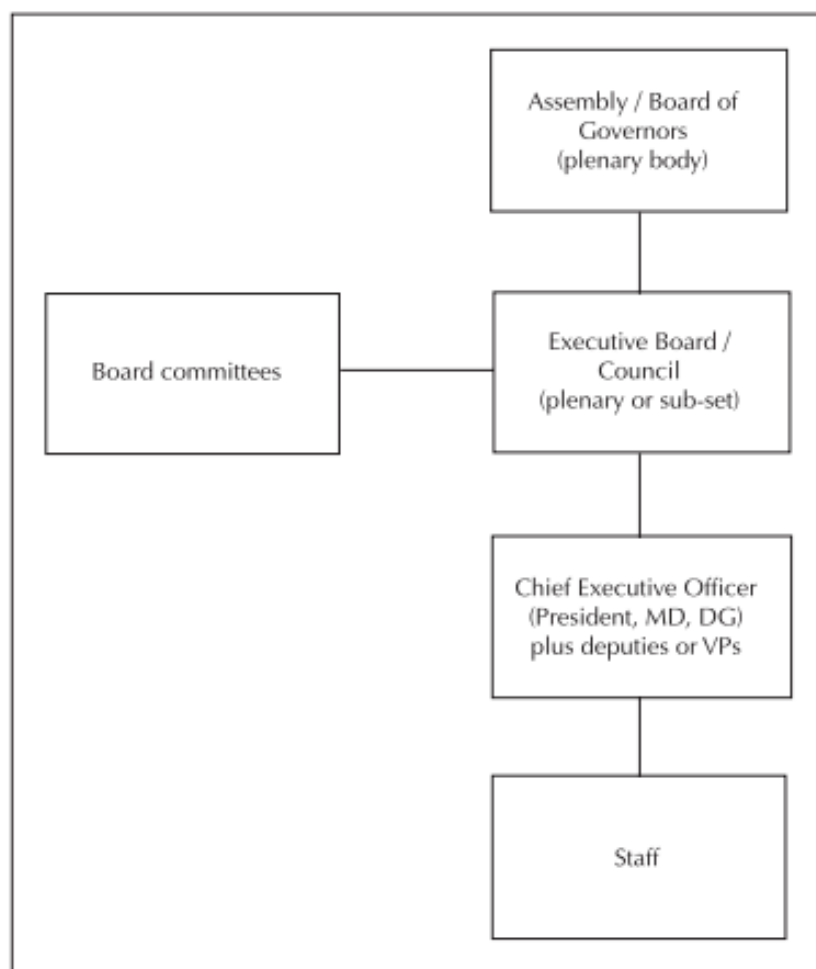 Assembly / Board of
Governors
(plenary body)
Board committees
Executive Board /
Council
(plenary or sub-set)
Chief Executive Officer
(President, MD, DG)
plus deputies or VPs
Staff